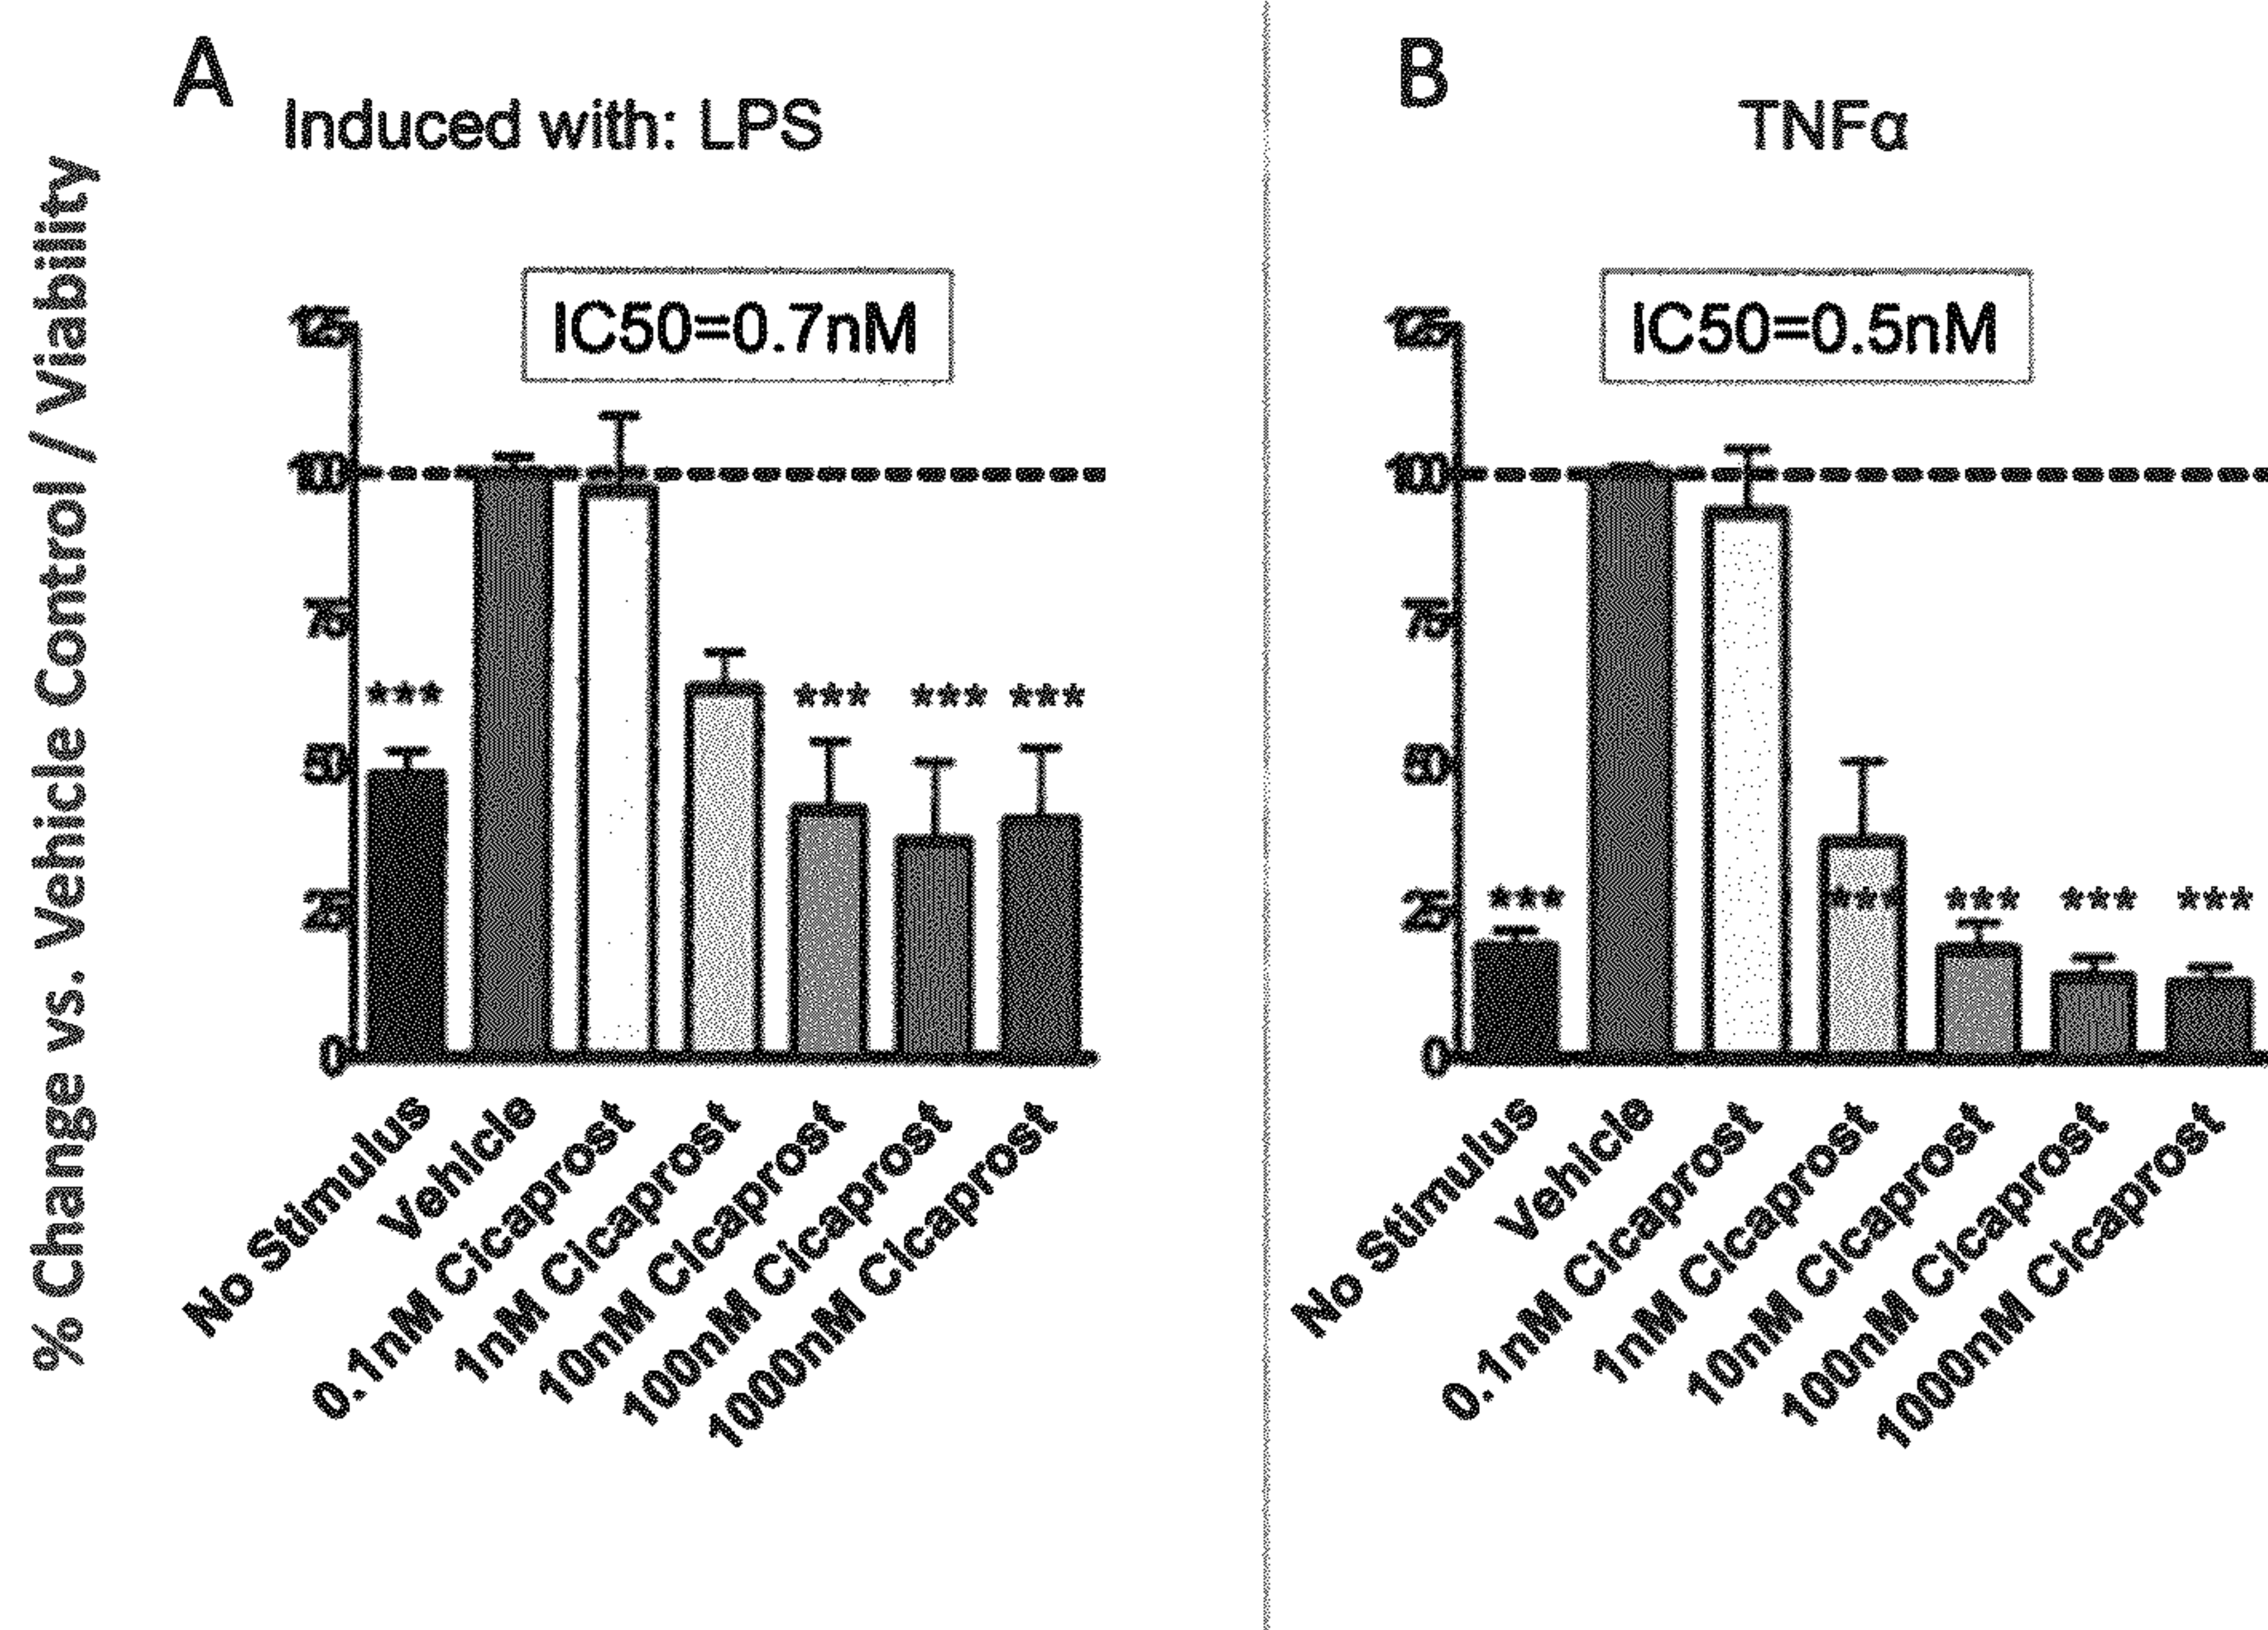 A
Induced with: LPS
% Change vs. Vehicle Control / Viability
IC50=0.7nM
125
100
75
50
25
0
***
***
***
***
No Stimulus
Vehicle
0.1nM Cicaprost
1nM Cicaprost
10nM Cicaprost
100nM Cicaprost
1000nM Cicaprost
B
TNFα
IC50=0.5nM
125
100
75
50
25
0
***
***
***
***
***
No Stimulus
Vehicle
0.1nM Cicaprost
1nM Cicaprost
10nM Cicaprost
100nM Cicaprost
1000nM Cicaprost